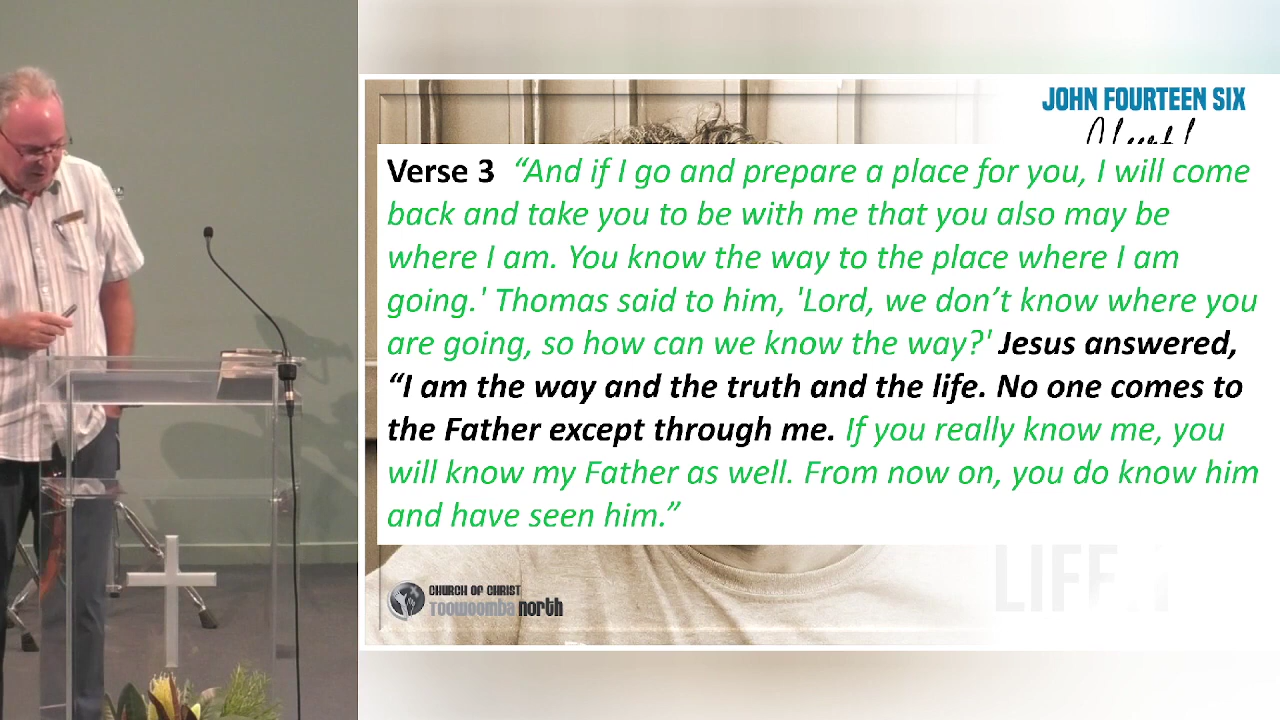 JOHN FOURTEEN SIX
Verse 3 “And if I go and prepare a place for you, I will come
back and take you to be with me that you also may be
where I am. You know the way to the place where I am
going.' Thomas said to him, 'Lord, we don’t know where you
are going, so how can we know the way?' Jesus answered,
“I am the way and the truth and the life. No one comes to
the Father except through me. If you really know me, you
will know my Father as well. From now on, you do know him
and have seen him.”
LIFE
CHURCH OF CHRIST
TOOWOOMBA NORTH